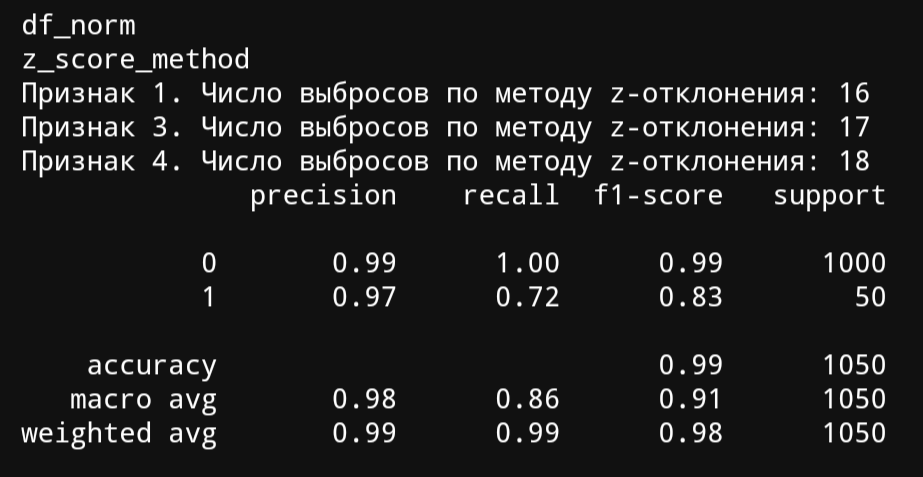 df_norm
z_score_method
Признак 1. Число выбросов по методу z-отклонения: 16
Признак 3. Число выбросов по методу z-отклонения: 17
Признак 4. Число выбросов по методу z-отклонения: 18
precision recall f1-score support
0 0.99 1.00 0.99 1000
1 0.97 0.72 0.83 50
accuracy 0.99 1050
macro avg 0.98 0.86 0.91 1050
weighted avg 0.99 0.99 0.98 1050